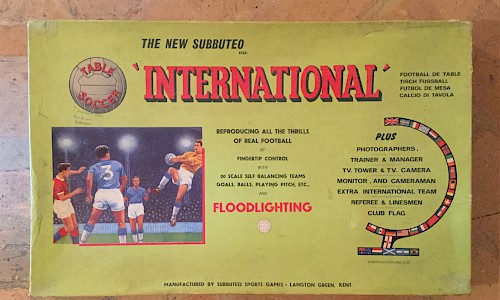 THE NEW SUBBUTEO
REGD.
TABLE
SOCCER
'INTERNATIONAL'
FOOTBALL DE TABLE
TISCH FUSSBALL
FUTBOL DE MESA
CALCIO DI TAVOLA
REPRODUCING ALL THE THRILLS
OF REAL FOOTBALL
BY
FINGERTIP CONTROL
WITH
00 SCALE SELF BALANCING TEAMS
GOALS, BALLS, PLAYING PITCH, ETC.,
AND
FLOODLIGHTING
3
PLUS
PHOTOGRAPHERS,
TRAINER & MANAGER
TV. TOWER & TV. CAMERA
MONITOR, AND CAMERAMAN
EXTRA INTERNATIONAL TEAM
REFEREE & LINESMEN
CLUB FLAG
MANUFACTURED BY SUBBUTEO SPORTS GAMES - LANGTON GREEN, KENT